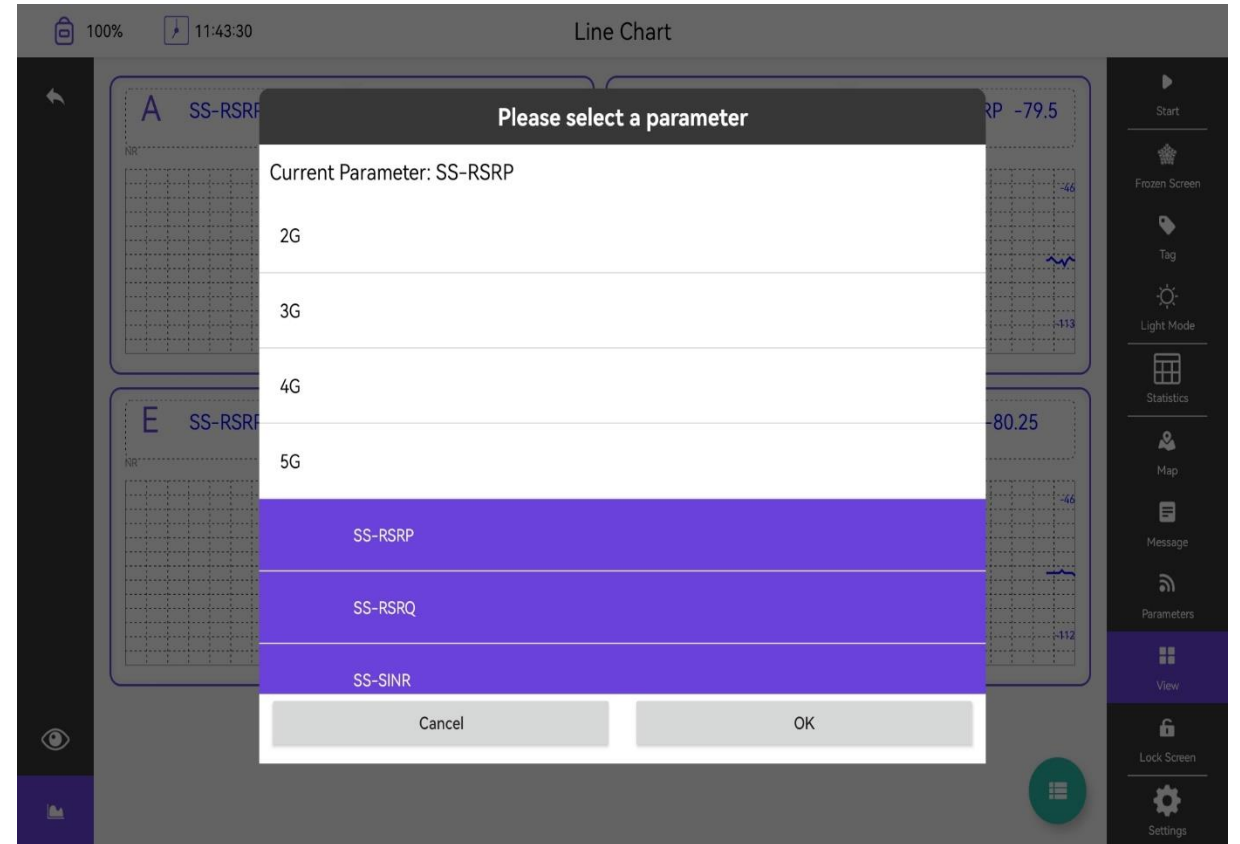 100% 11:43:30 Line Chart
Please select a parameter
Current Parameter: SS-RSRP
2G
3G
4G
5G
SS-RSRP
SS-RSRQ
SS-SINR
Cancel OK
A SS-RSRP
RP -79.5
NR
-46
-113
E SS-RSRP
-80.25
NR
-46
-112
Start
Frozen Screen
Tag
Light Mode
Statistics
Map
Message
Parameters
View
Lock Screen
Settings